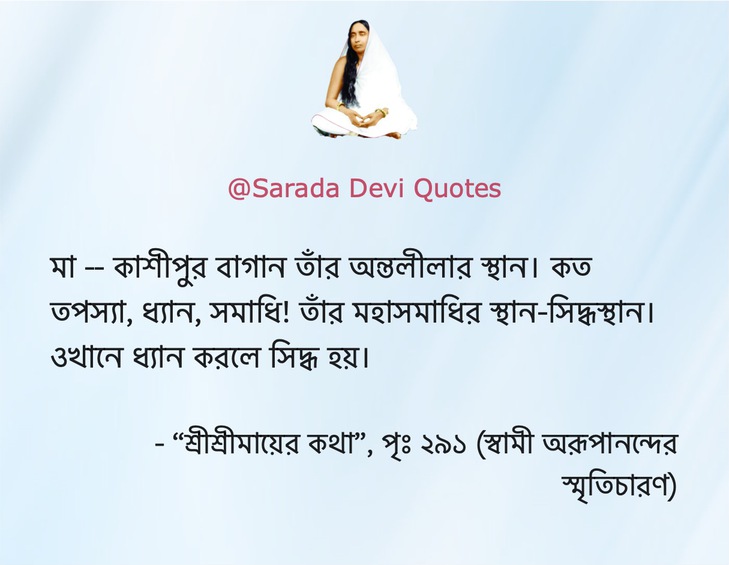 @Sarada Devi Quotes
মা -- কাশীপুর বাগান তাঁর অন্তলীলার স্থান। কত
তপস্যা, ধ্যান, সমাধি! তাঁর মহাসমাধির স্থান-সিদ্ধস্থান।
ওখানে ধ্যান করলে সিদ্ধ হয়।
- “শ্রীশ্রীমায়ের কথা”, পৃঃ ২৯১ (স্বামী অরূপানন্দের
স্মৃতিচারণ)